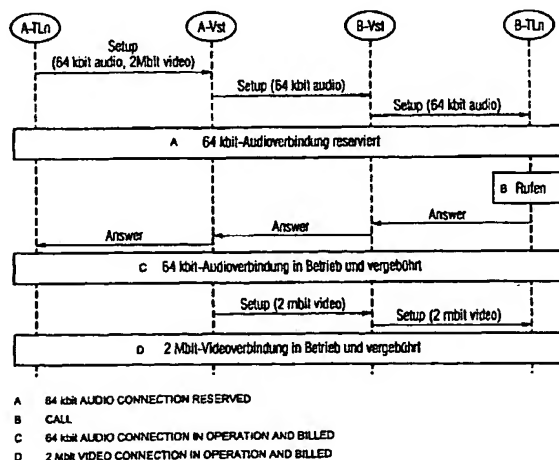 A-TLn A-Vst B-Vst B-TLn
Setup
(64 kbit audio, 2Mbit video)
Setup (64 kbit audio)
Setup (64 kbit audio)
A 64 kbit-Audioverbindung reserviert
B Rufen
Answer
Answer
Answer
C 64 kbit-Audioverbindung in Betrieb und vergebührt
Setup (2 mbit video)
Setup (2 mbit video)
D 2 Mbit-Videoverbindung in Betrieb und vergebührt
A 64 kbit AUDIO CONNECTION RESERVED
B CALL
C 64 kbit AUDIO CONNECTION IN OPERATION AND BILLED
D 2 Mbit VIDEO CONNECTION IN OPERATION AND BILLED